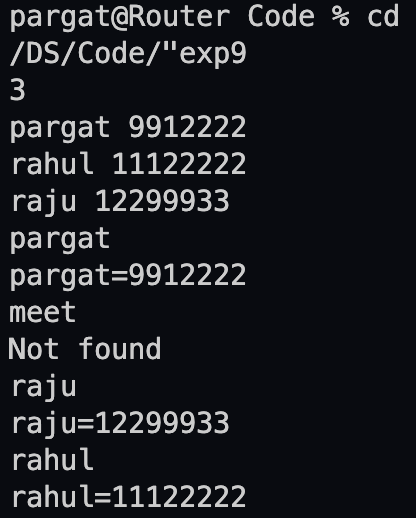 pargat@Router Code % cd
/DS/Code/"exp9
3
pargat 9912222
rahul 11122222
raju 12299933
pargat
pargat=9912222
meet
Not found
raju
raju=12299933
rahul
rahul=11122222